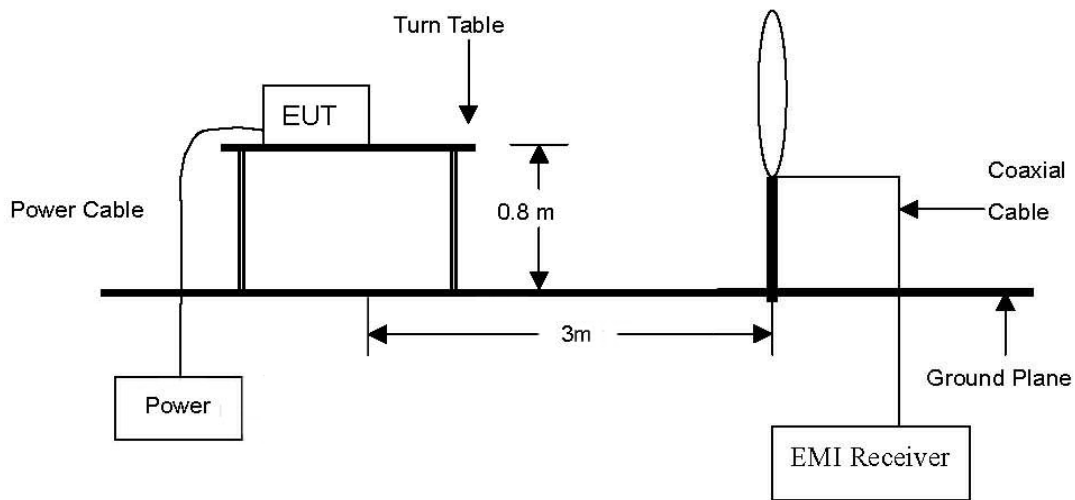 Turn Table
EUT
Power Cable
0.8 m
Coaxial
Cable
3m
Ground Plane
Power
EMI Receiver